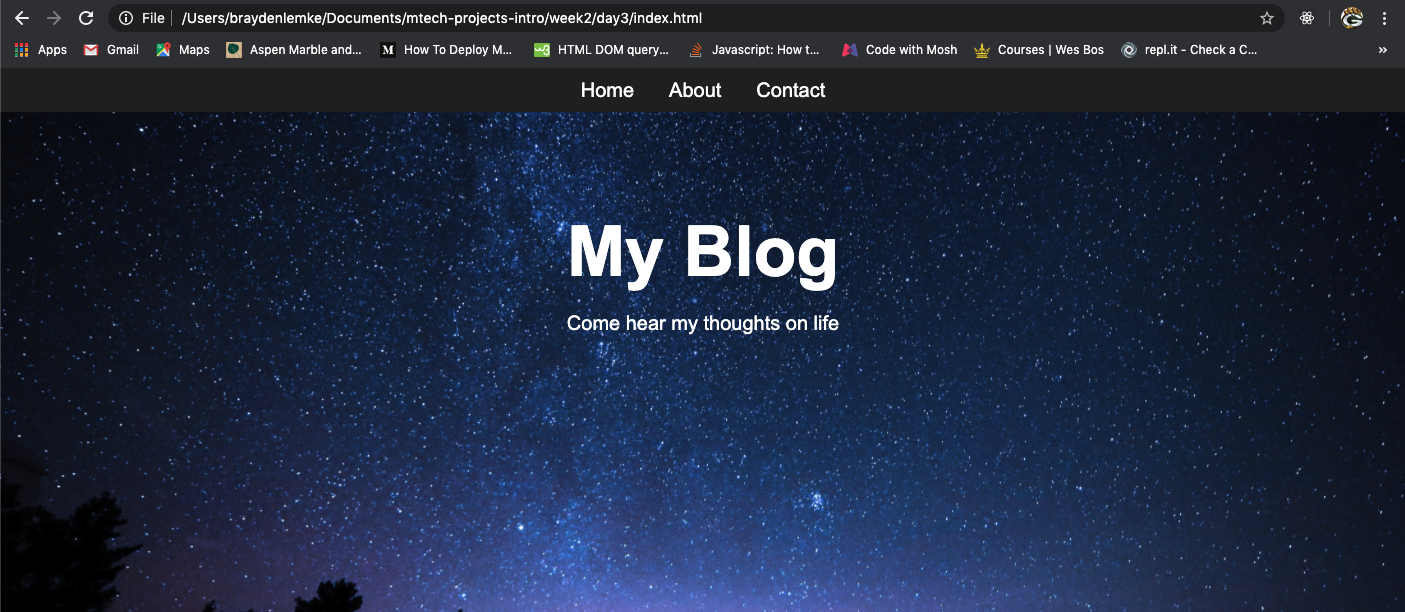 File /Users/braydenlemke/Documents/mtech-projects-intro/week2/day3/index.html
Apps Gmail Maps Aspen Marble and... M How To Deploy M... w3 HTML DOM query... Javascript: How t... Code with Mosh Courses | Wes Bos repl.it - Check a C... »
Home About Contact
My Blog
Come hear my thoughts on life